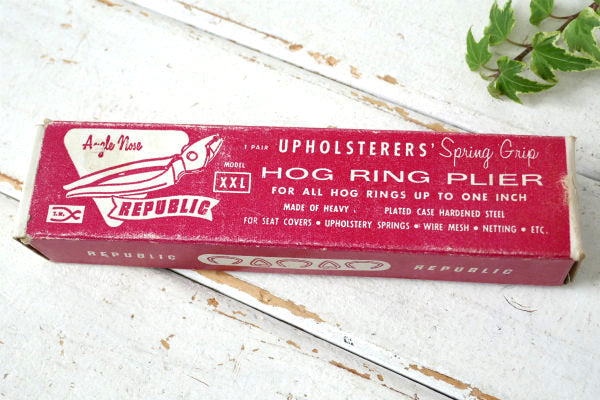 Angle Nose
REPUBLIC
T.M.
1 PAIR UPHOLSTERERS' Spring Grip
MODEL
XXL
HOG RING PLIER
FOR ALL HOG RINGS UP TO ONE INCH
MADE OF HEAVY PLATED CASE HARDENED STEEL
FOR SEAT COVERS • UPHOLSTERY SPRINGS • WIRE MESH • NETTING • ETC.
REPUBLIC REPUBLIC